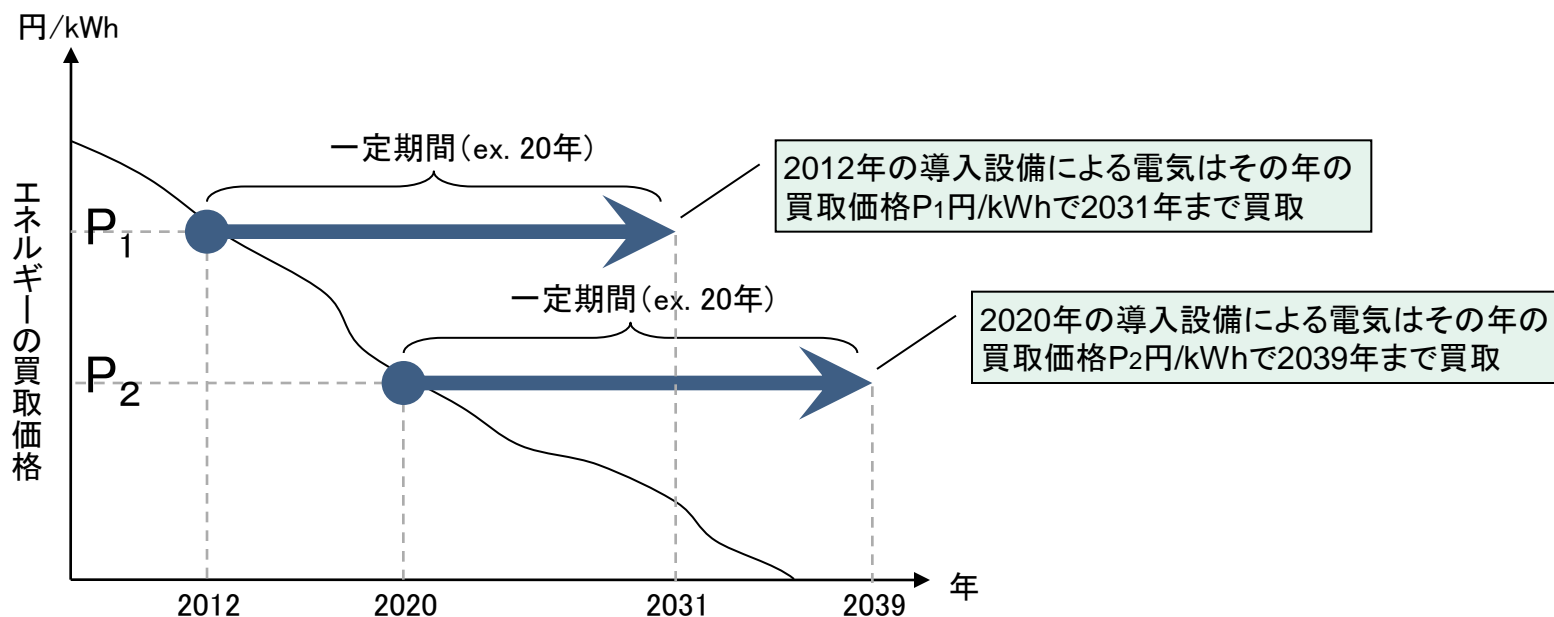 円/kWh
一定期間（ex. 20年）
2012年の導入設備による電気はその年の
買取価格P1円/kWhで2031年まで買取
エネルギーの買取価格
P1
一定期間（ex. 20年）
2020年の導入設備による電気はその年の
買取価格P2円/kWhで2039年まで買取
P2
年
2012
2020
2031
2039